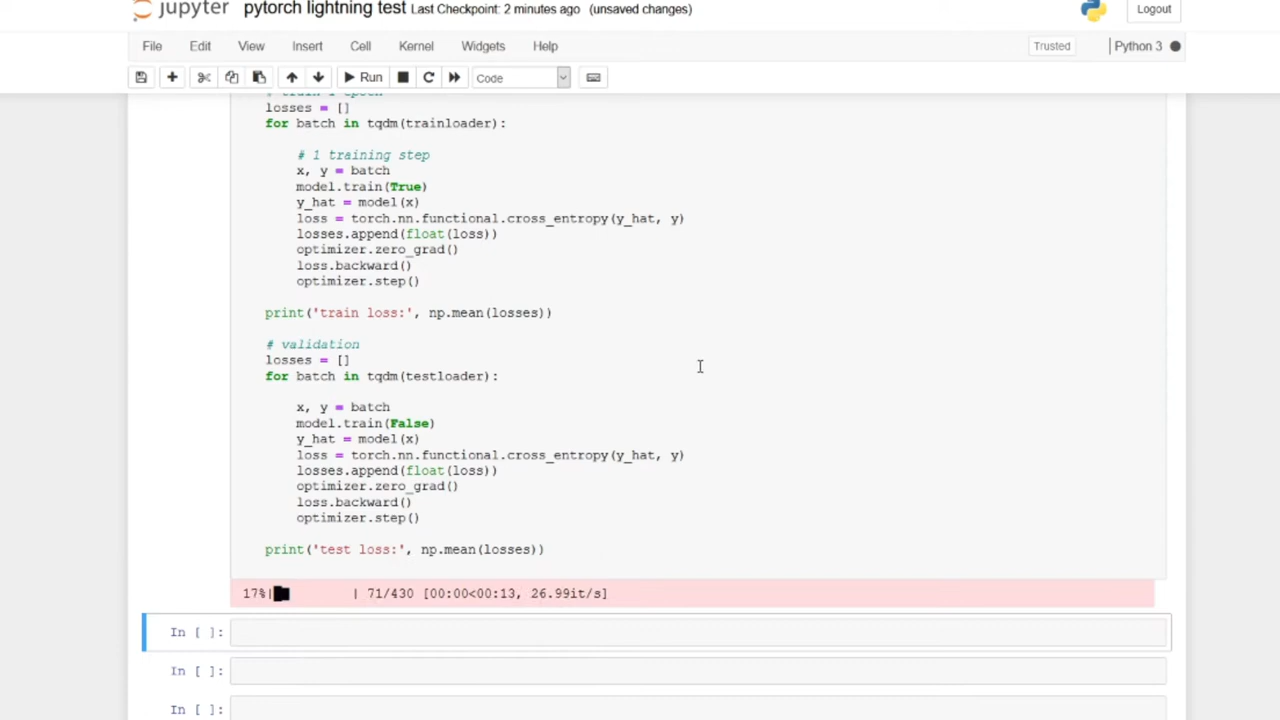 jupyter pytorch lightning test Last Checkpoint: 2 minutes ago (unsaved changes) Logout
File Edit View Insert Cell Kernel Widgets Help Trusted Python 3
Run Code
# train 1 epoch
losses = []
for batch in tqdm(trainloader):
# 1 training step
x, y = batch
model.train(True)
y_hat = model(x)
loss = torch.nn.functional.cross_entropy(y_hat, y)
losses.append(float(loss))
optimizer.zero_grad()
loss.backward()
optimizer.step()
print('train loss:', np.mean(losses))
# validation
losses = []
for batch in tqdm(testloader):
x, y = batch
model.train(False)
y_hat = model(x)
loss = torch.nn.functional.cross_entropy(y_hat, y)
losses.append(float(loss))
optimizer.zero_grad()
loss.backward()
optimizer.step()
print('test loss:', np.mean(losses))
17%| | 71/430 [00:00<00:13, 26.99it/s]
In [ ]:
In [ ]:
In [ ]: